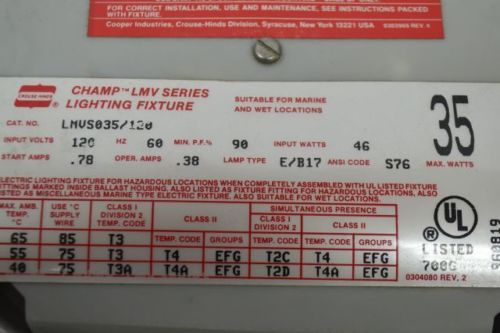 FOR CORRECT INSTALLATION, USE AND MAINTENANCE, SEE INSTRUCTIONS PACKED
WITH FIXTURE.
Cooper Industries, Crouse-Hinds Division, Syracuse, New York 13221 USA
0303965 REV. 4
CROUSE-HINDS
CHAMP™ LMV SERIES
LIGHTING FIXTURE
SUITABLE FOR MARINE
AND WET LOCATIONS
35
MAX. WATTS
CAT. NO. LMVS035/120
INPUT VOLTS 120 HZ 60 MIN. P.F.% 90 INPUT WATTS 46
START AMPS .78 OPER. AMPS .38 LAMP TYPE E/B17 ANSI CODE S76
ELECTRIC LIGHTING FIXTURE FOR HAZARDOUS LOCATIONS WHEN COMPLETELY ASSEMBLED WITH FIXTURE
FITTINGS MARKED INSIDE BALLAST HOUSING. ALSO LISTED AS FIXTURE FITTING FOR HAZARDOUS LOCATIONS.
ALSO LISTED AS MISCELLANEOUS MARINE TYPE ELECTRIC FIXTURE. ALSO SUITABLE FOR WET LOCATIONS.
MAX. AMB. TEMP. °C
USE °C SUPPLY WIRE
CLASS I DIVISION 2 TEMP. CODE
CLASS II
SIMULTANEOUS PRESENCE
CLASS I DIVISION 2 TEMP. CODE
CLASS II
TEMP. CODE GROUPS
TEMP. CODE GROUPS
65 85 T3
55 75 T3 T4 EFG T2C T4 EFG
40 75 T3A T4A EFG T2D T4A EFG
UL
®
LISTED
700G
0304080 REV. 2